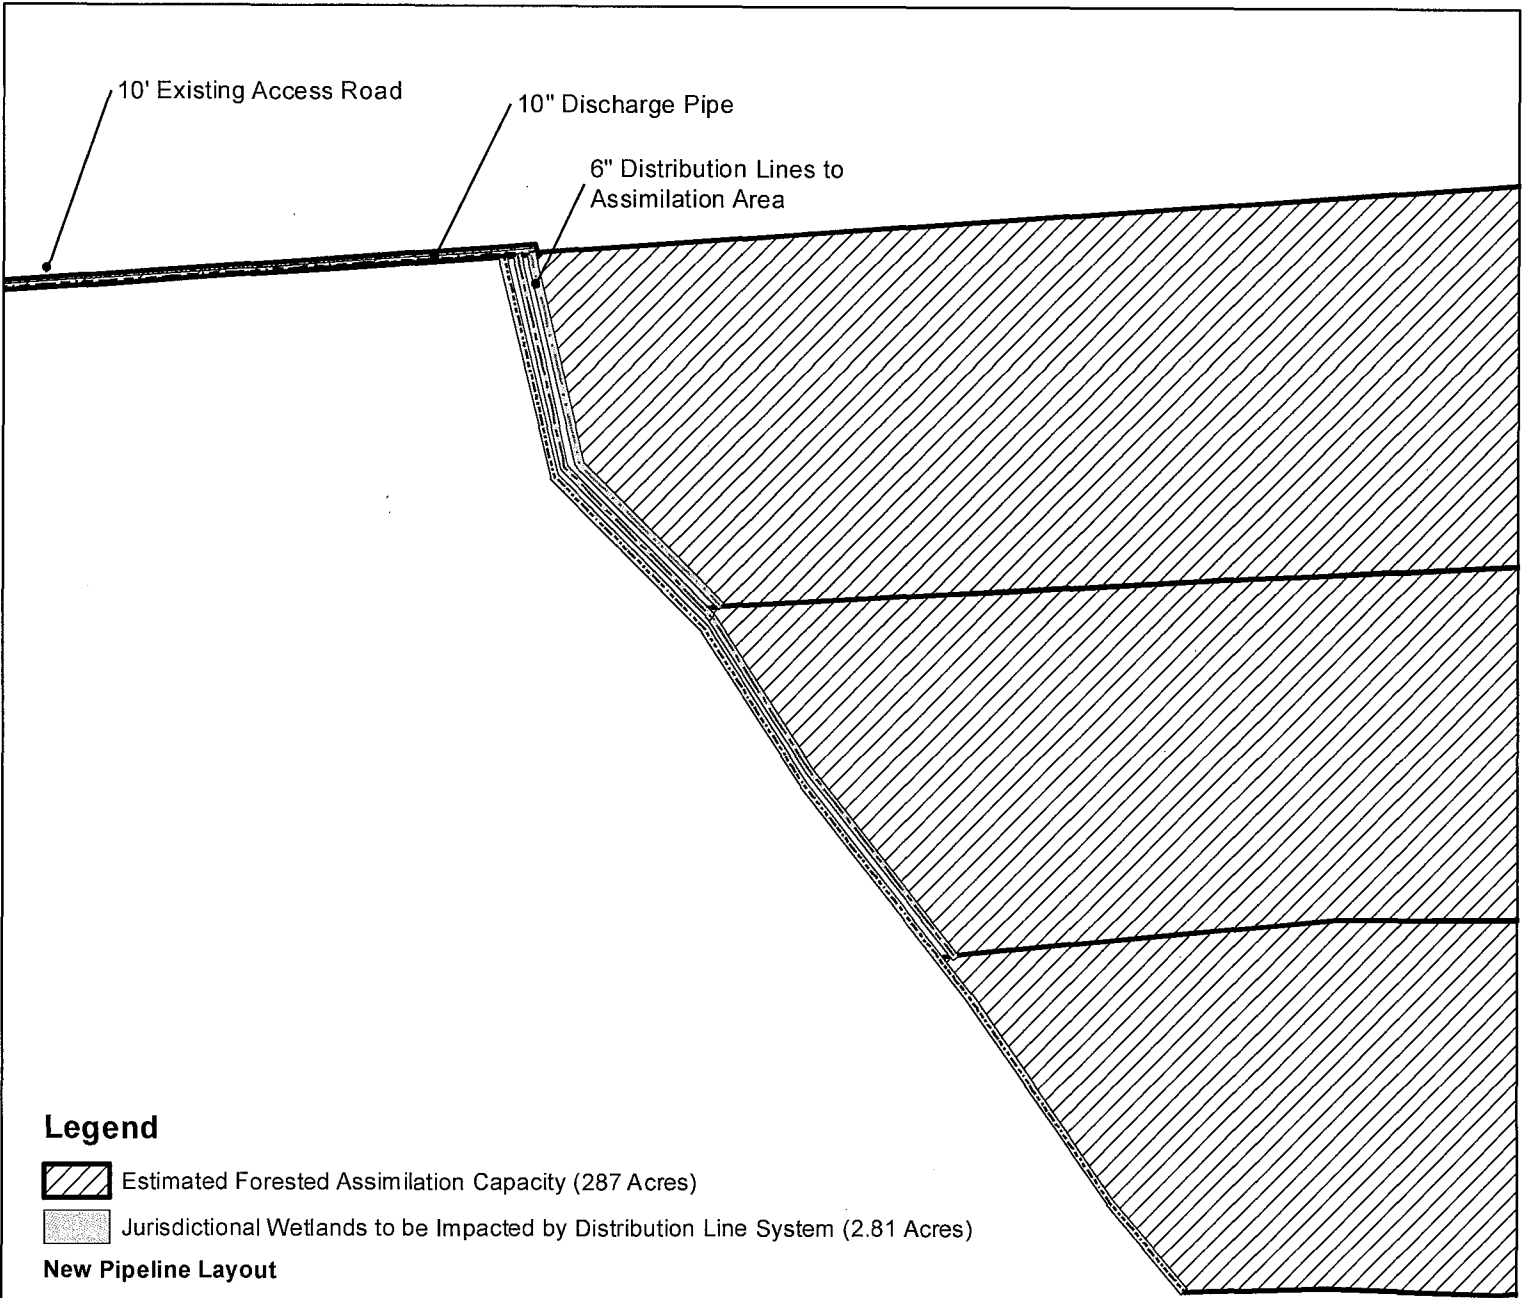 10' Existing Access Road
10" Discharge Pipe
6" Distribution Lines to
Assimilation Area
Legend
Estimated Forested Assimilation Capacity (287 Acres)
Jurisdictional Wetlands to be Impacted by Distribution Line System (2.81 Acres)
New Pipeline Layout